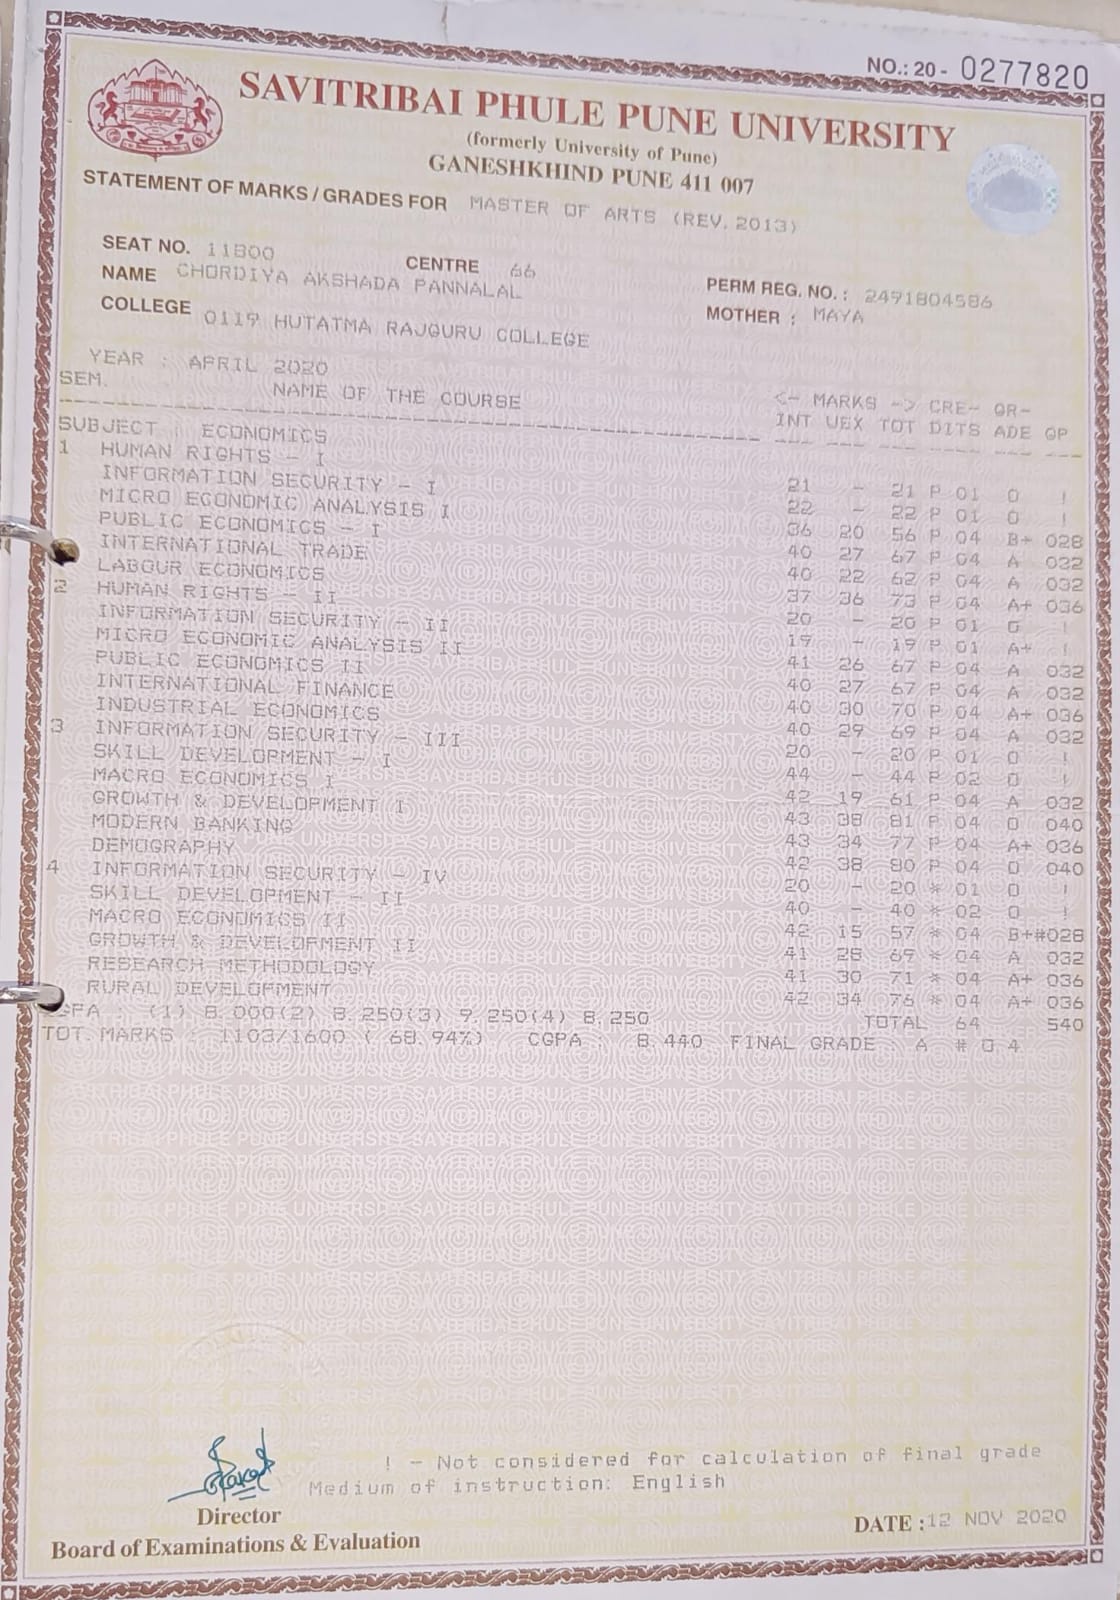 NO.: 20 - 0277820
SAVITRIBAI PHULE PUNE UNIVERSITY
(formerly University of Pune)
GANESHKHIND PUNE 411 007
STATEMENT OF MARKS / GRADES FOR MASTER OF ARTS (REV. 2013)
SEAT NO. 11800 CENTRE 66
NAME CHORDIYA AKSHADA PANNALAL PERM REG. NO. : 2491804586
COLLEGE 0119 HUTATMA RAJGURU COLLEGE MOTHER : MAYA
YEAR : APRIL 2020
SEM. NAME OF THE COURSE <- MARKS -> CRE- GR-
INT UEX TOT DITS ADE GP
SUBJECT : ECONOMICS
1 HUMAN RIGHTS - I 21 - 21 P 01 O !
INFORMATION SECURITY - I 22 - 22 P 01 O !
MICRO ECONOMIC ANALYSIS I 36 20 56 P 04 B+ 028
PUBLIC ECONOMICS - I 40 27 67 P 04 A 032
INTERNATIONAL TRADE 40 22 62 P 04 A 032
LABOUR ECONOMICS 37 36 73 P 04 A+ 036
2 HUMAN RIGHTS - II 20 - 20 P 01 O !
INFORMATION SECURITY - II 19 - 19 P 01 A+ !
MICRO ECONOMIC ANALYSIS II 41 26 67 P 04 A 032
PUBLIC ECONOMICS II 40 27 67 P 04 A 032
INTERNATIONAL FINANCE 40 30 70 P 04 A+ 036
INDUSTRIAL ECONOMICS 40 29 69 P 04 A 032
3 INFORMATION SECURITY - III 20 - 20 P 01 O !
SKILL DEVELOPMENT - I 44 - 44 P 02 O !
MACRO ECONOMICS I 42 19 61 P 04 A 032
GROWTH & DEVELOPMENT I 43 38 81 P 04 O 040
MODERN BANKING 43 34 77 P 04 A+ 036
DEMOGRAPHY 42 38 80 P 04 O 040
4 INFORMATION SECURITY - IV 20 - 20 * 01 O !
SKILL DEVELOPMENT - II 40 - 40 * 02 O !
MACRO ECONOMICS II 42 15 57 * 04 B+#028
GROWTH & DEVELOPMENT II 41 28 69 * 04 A 032
RESEARCH METHODOLOGY 41 30 71 * 04 A+ 036
RURAL DEVELOPMENT 42 34 76 * 04 A+ 036
(1) 8.000(2) 8.250(3) 9.250(4) 8.250 TOTAL 64 540
TOT.MARKS : 1103/1600 ( 68.94%) CGPA : 8.440 FINAL GRADE : A # 0.4
! - Not considered for calculation of final grade
Medium of instruction: English
Director
Board of Examinations & Evaluation
DATE : 12 NOV 2020